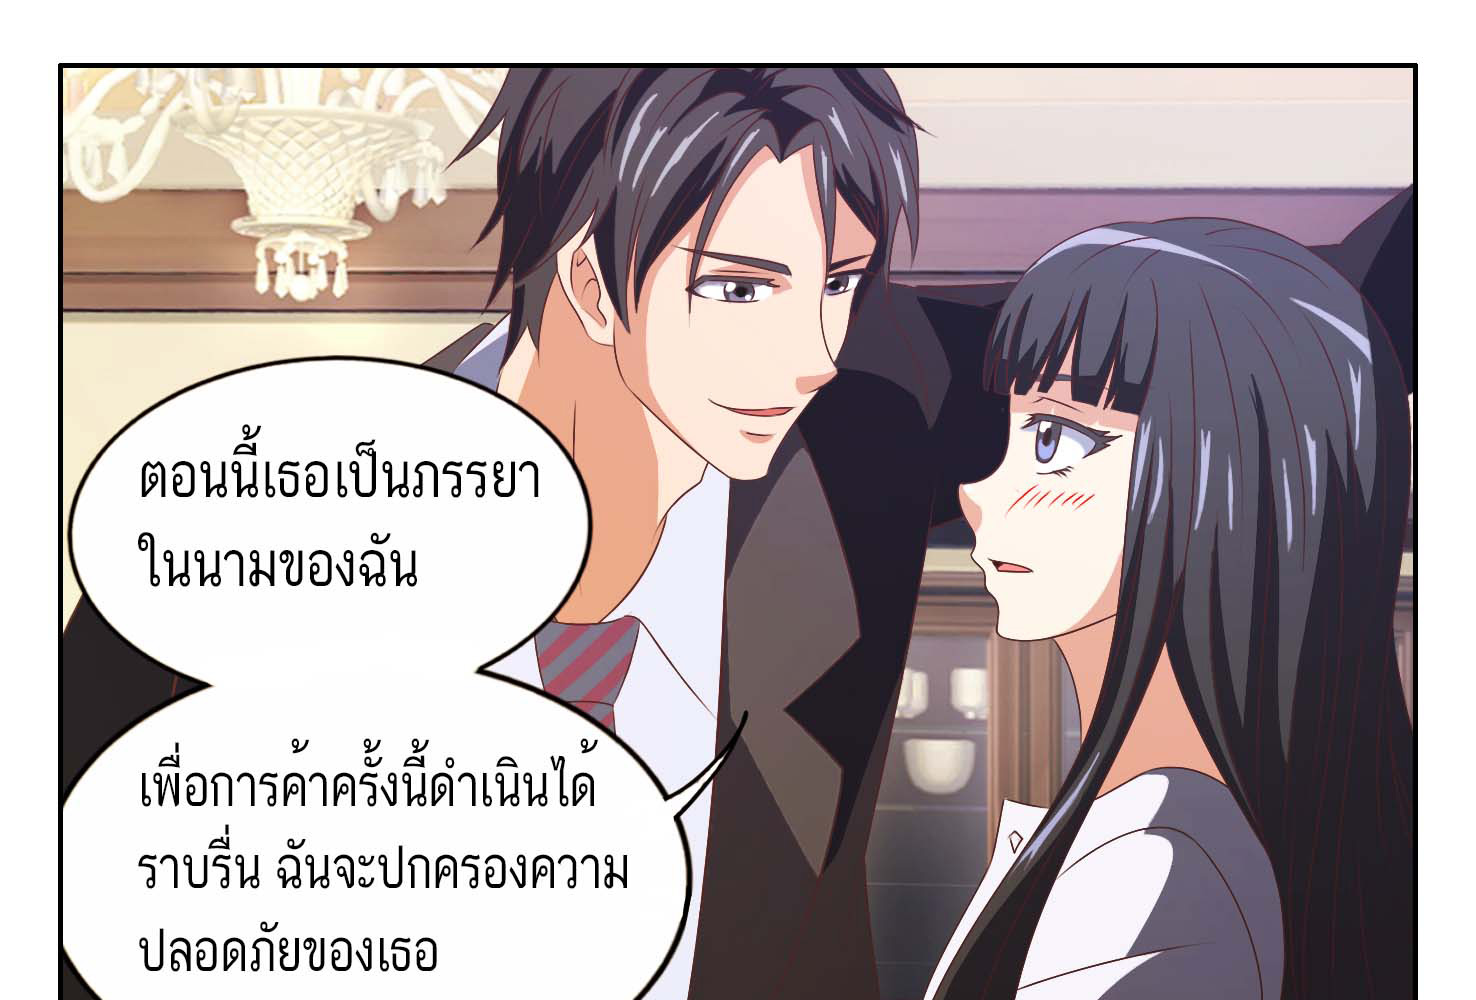 ตอนนี้เธอเป็นภรรยา
ในนามของฉัน
เพื่อการค้าครั้งนี้ดำเนินได้
ราบรื่น ฉันจะปกครองความ
ปลอดภัยของเธอ